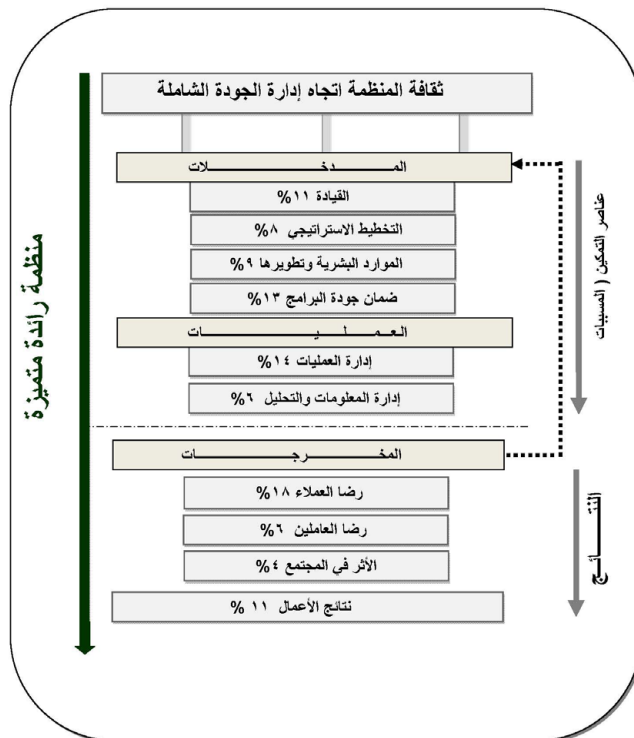 ثقافة المنظمة اتجاه إدارة الجودة الشاملة
المدخلات
القيادة ١١%
التخطيط الاستراتيجي ٨%
الموارد البشرية وتطويرها ٩%
ضمان جودة البرامج ١٣%
العمليات
إدارة العمليات ١٤%
إدارة المعلومات والتحليل ٦%
المخرجات
رضا العملاء ١٨%
رضا العاملين ٦%
الأثر في المجتمع ٤%
نتائج الأعمال ١١ %
عناصر التمكين ( المسببات
النتائج
منظمة رائدة متميزة